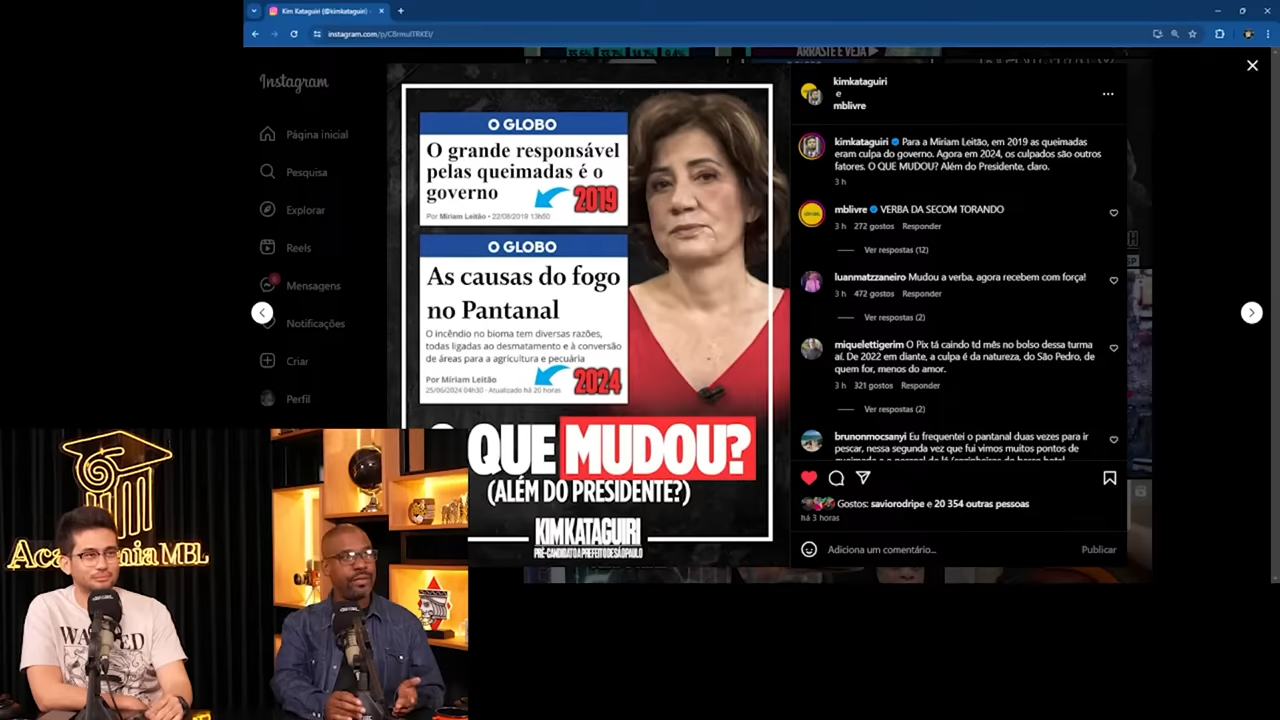 Kim Kataguiri (@kimkataguiri) -
instagram.com/p/C8rmulTRKEI/
ARRASTE E VEJA
Instagram
Página inicial
Pesquisa
Explorar
Reels
Mensagens
Notificações
Criar
Perfil
O GLOBO
O grande responsável
pelas queimadas é o
governo
2019
Por Míriam Leitão • 22/08/2019 13h50
O GLOBO
As causas do fogo
no Pantanal
O incêndio no bioma tem diversas razões,
todas ligadas ao desmatamento e à conversão
de áreas para a agricultura e pecuária
Por Míriam Leitão
2024
25/06/2024 04h30 · Atualizado há 20 horas
QUE MUDOU?
(ALÉM DO PRESIDENTE?)
KIMKATAGUIRI
PRÉ-CANDIDATO A PREFEITO DE SÃO PAULO
kimkataguiri
e
mblivre
kimkataguiri Para a Miriam Leitão, em 2019 as queimadas
eram culpa do governo. Agora em 2024, os culpados são outros
fatores. O QUE MUDOU? Além do Presidente, claro.
3 h
mblivre VERBA DA SECOM TORANDO
3 h 272 gostos Responder
Ver respostas (12)
luanmatzzaneiro Mudou a verba, agora recebem com força!
3 h 472 gostos Responder
Ver respostas (2)
miquelettigerim O Pix tá caindo td mês no bolso dessa turma
aí. De 2022 em diante, a culpa é da natureza, do São Pedro, de
quem for, menos do amor.
3 h 321 gostos Responder
Ver respostas (2)
brunonmocsanyi Eu frequentei o pantanal duas vezes para ir
pescar, nessa segunda vez que fui vimos muitos pontos de
Gostos: saviorodripe e 20 354 outras pessoas
há 3 horas
Adiciona um comentário...
Publicar
Academia MBL
WANTED
MBL